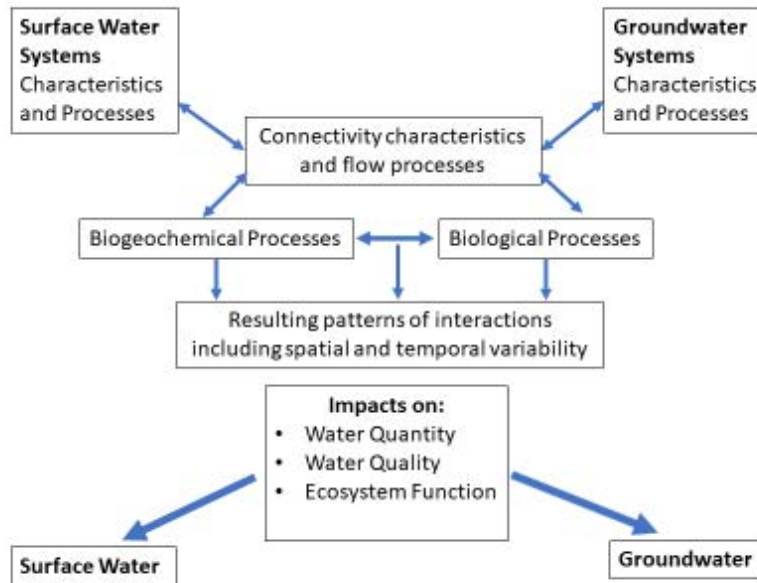 Surface Water
Systems
Characteristics
and Processes
Groundwater
Systems
Characteristics
and Processes
Connectivity characteristics
and flow processes
Biogeochemical Processes
Biological Processes
Resulting patterns of interactions
including spatial and temporal variability
Impacts on:
• Water Quantity
• Water Quality
• Ecosystem Function
Surface Water
Groundwater